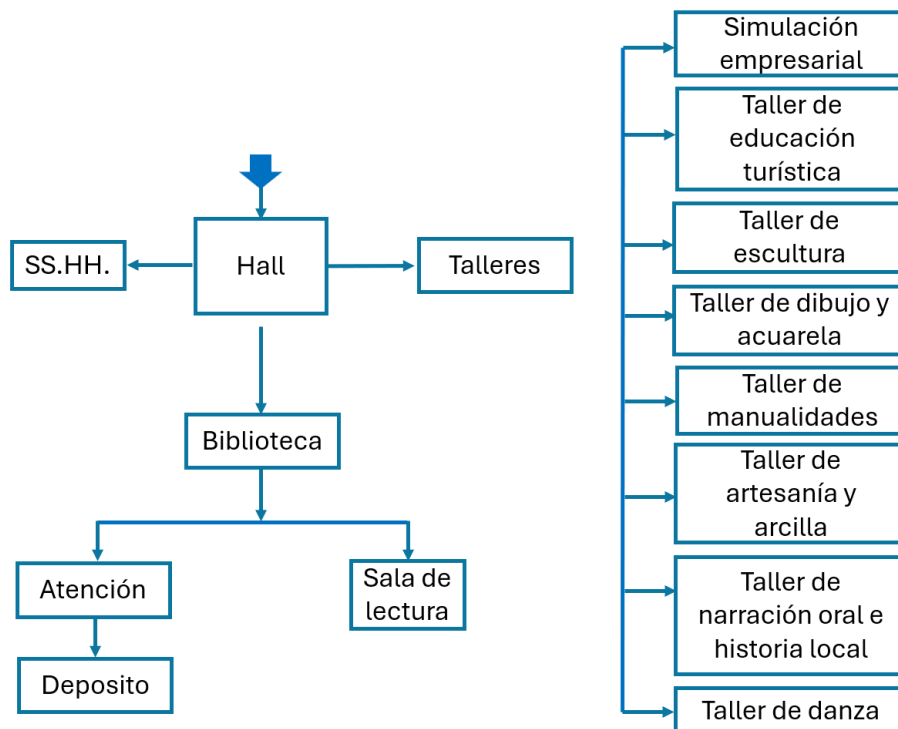 SS.HH.
Hall
Talleres
Biblioteca
Atención
Sala de
lectura
Deposito
Simulación
empresarial
Taller de
educación
turística
Taller de
escultura
Taller de dibujo y
acuarela
Taller de
manualidades
Taller de
artesanía y
arcilla
Taller de
narración oral e
historia local
Taller de danza